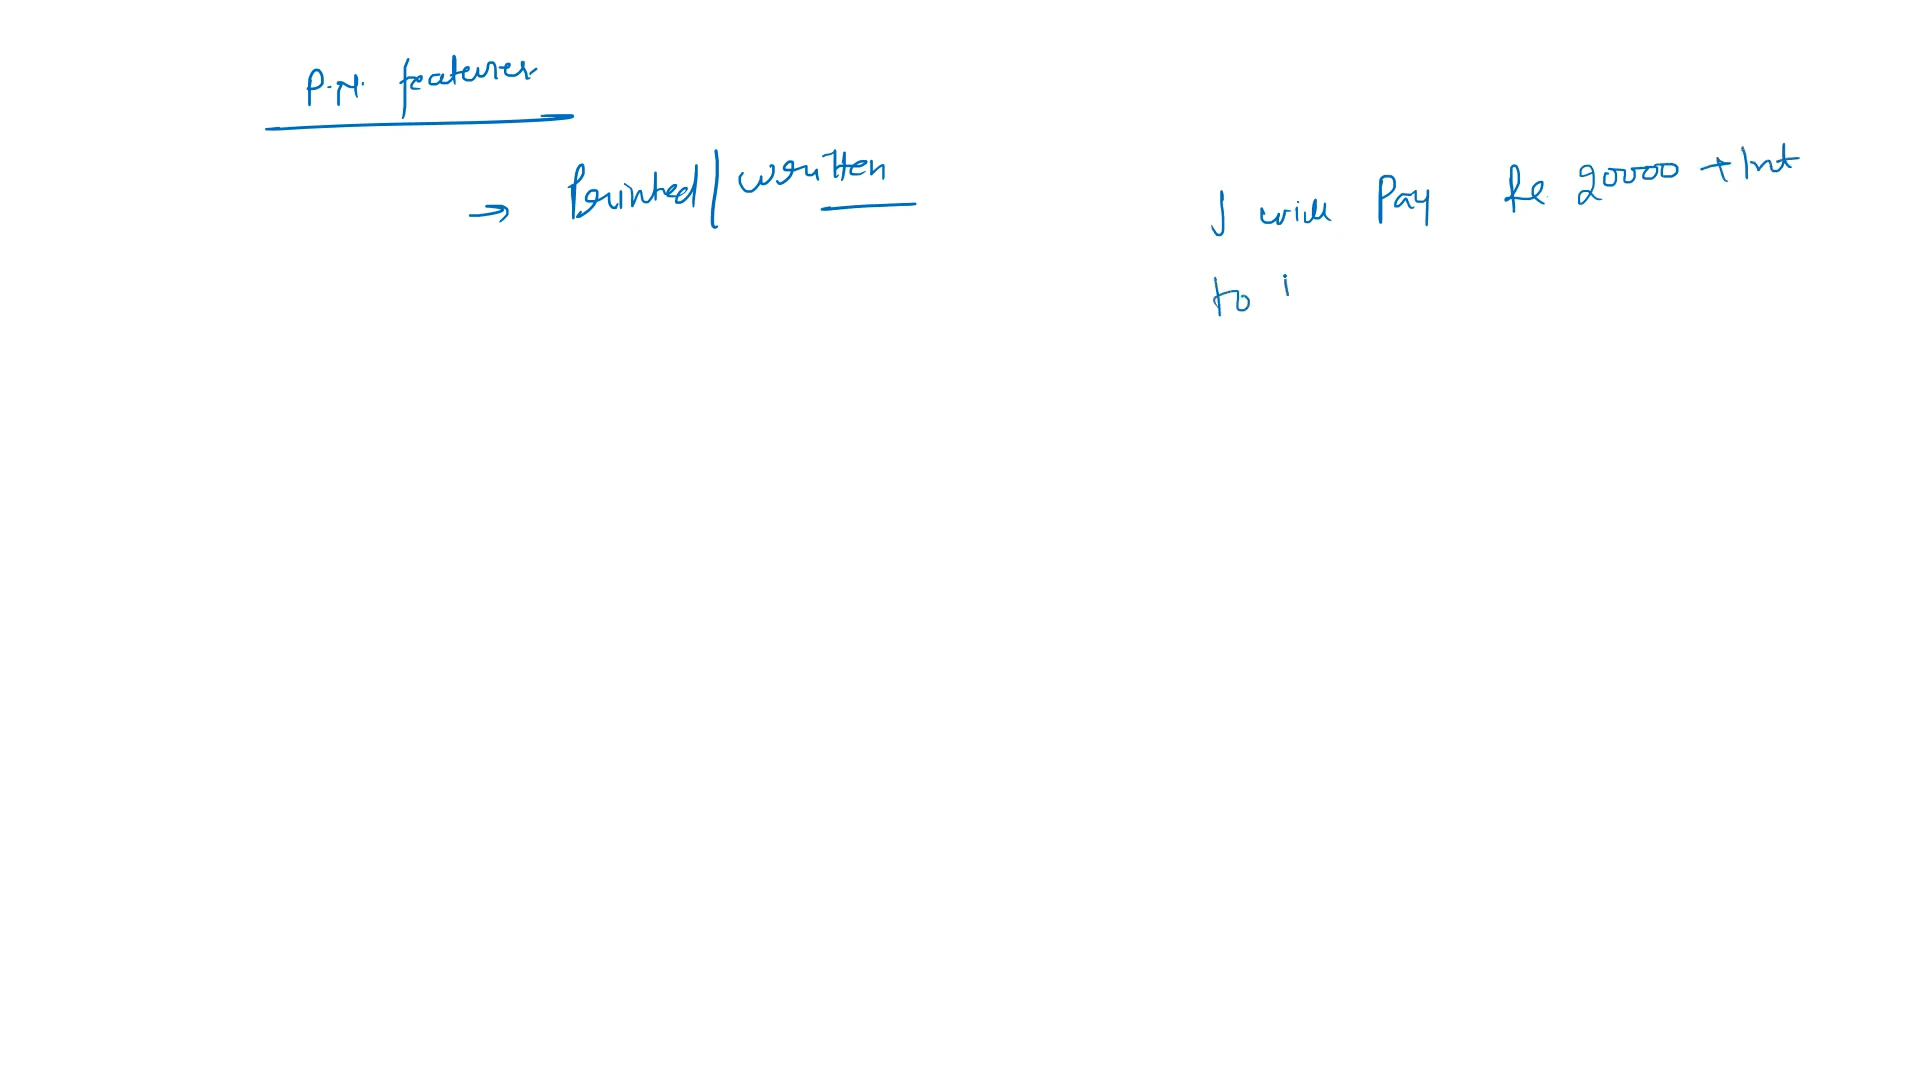 P.N. features
→ Printed/written
I will Pay Re 20000 + Int
to i